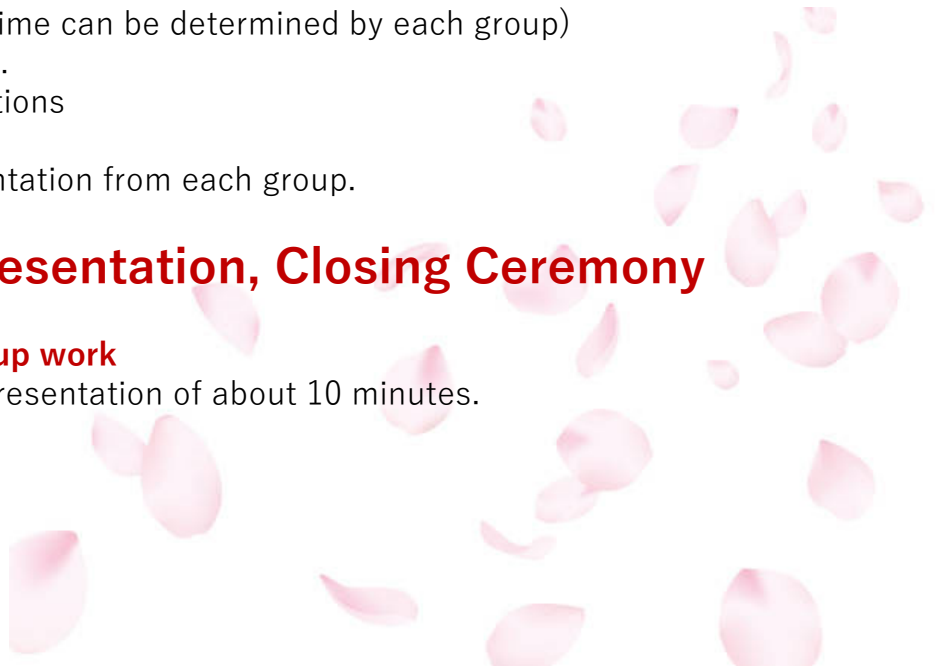 ime can be determined by each group)
.
tions
ntation from each group.
esentation, Closing Ceremony
up work
resentation of about 10 minutes.